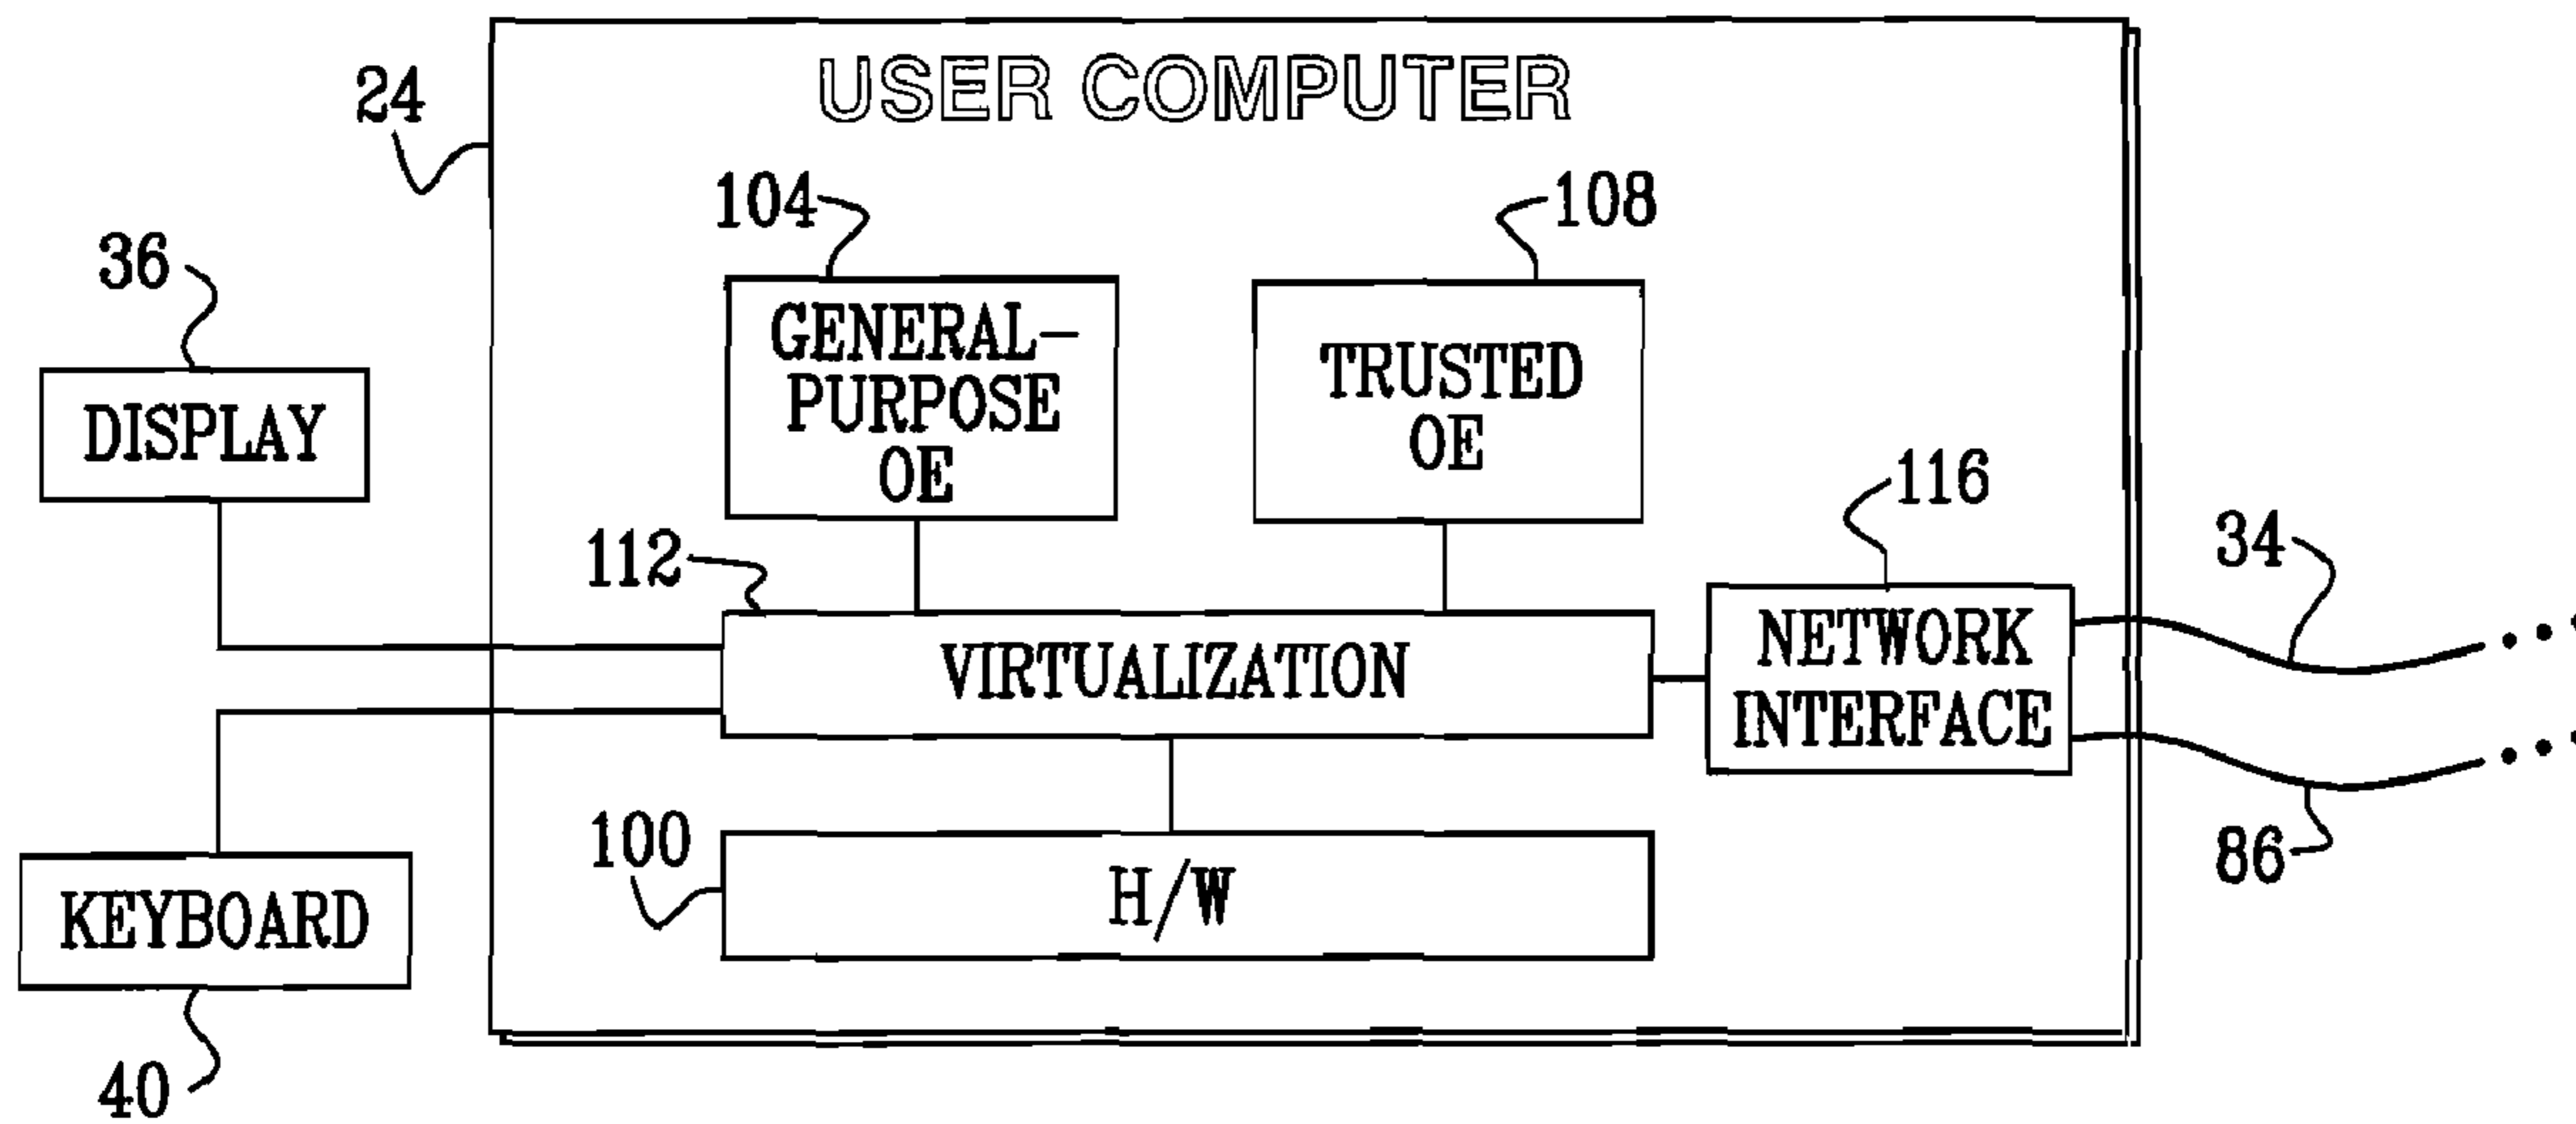 USER COMPUTER
24
104
108
36
GENERAL-
PURPOSE
OE
TRUSTED
OE
DISPLAY
116
34
112
VIRTUALIZATION
NETWORK
INTERFACE
100
H/W
86
KEYBOARD
40